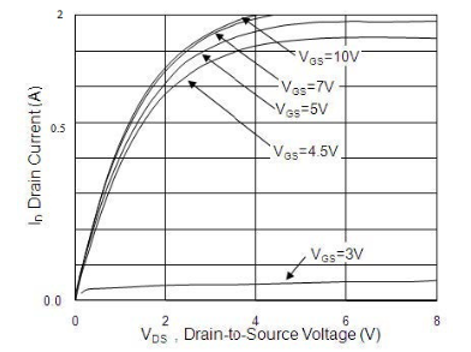 2
VGS=10V
VGS=7V
VGS=5V
0.5
VGS=4.5V
VGS=3V
0.0
0 2 4 6 8
ID Drain Current (A)
VDS , Drain-to-Source Voltage (V)